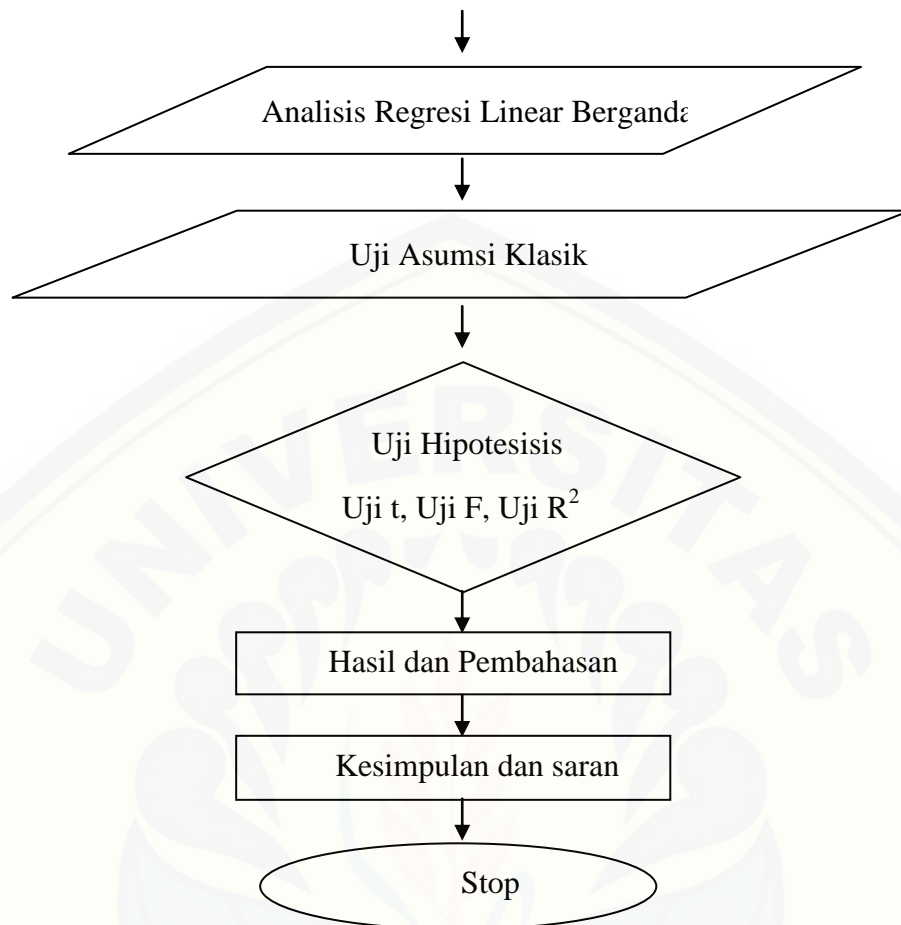 Analisis Regresi Linear Berganda
Uji Asumsi Klasik
Uji Hipotesisis
Uji t, Uji F, Uji R²
UNIVERSITAS
Hasil dan Pembahasan
Kesimpulan dan saran
Stop